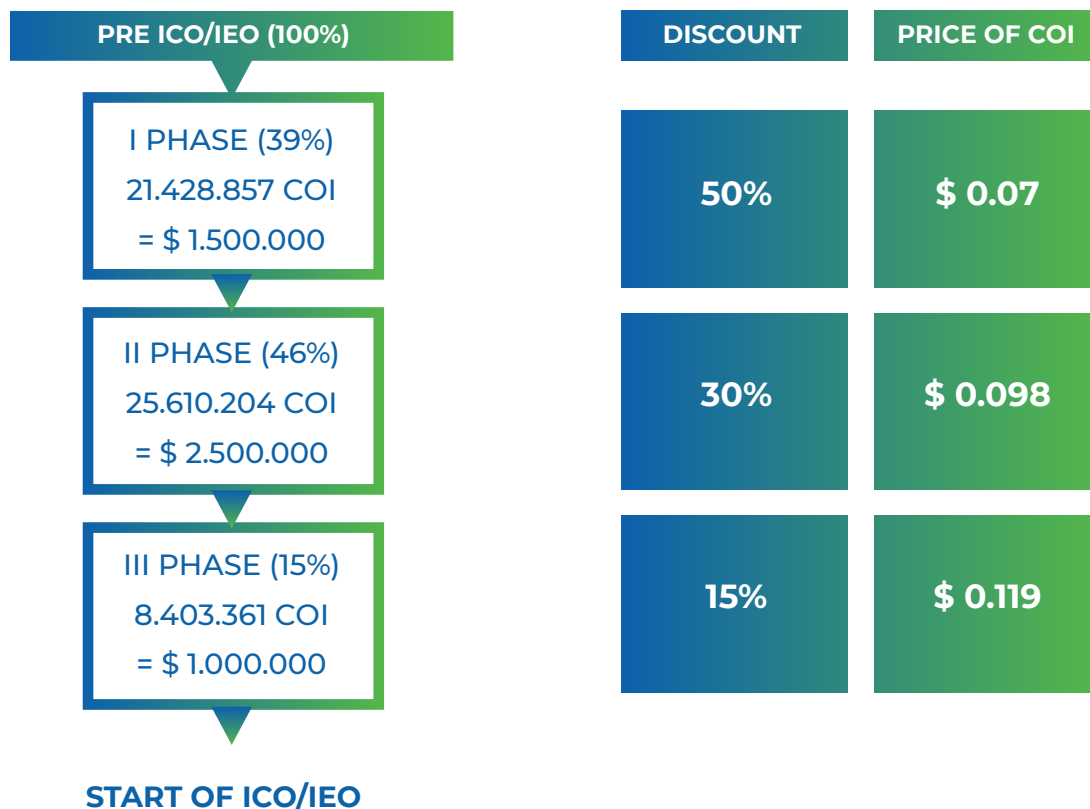 PRE ICO/IEO (100%)
DISCOUNT
PRICE OF COI
I PHASE (39%)
21.428.857 COI
= $ 1.500.000
50%
$ 0.07
II PHASE (46%)
25.610.204 COI
= $ 2.500.000
30%
$ 0.098
III PHASE (15%)
8.403.361 COI
= $ 1.000.000
15%
$ 0.119
START OF ICO/IEO